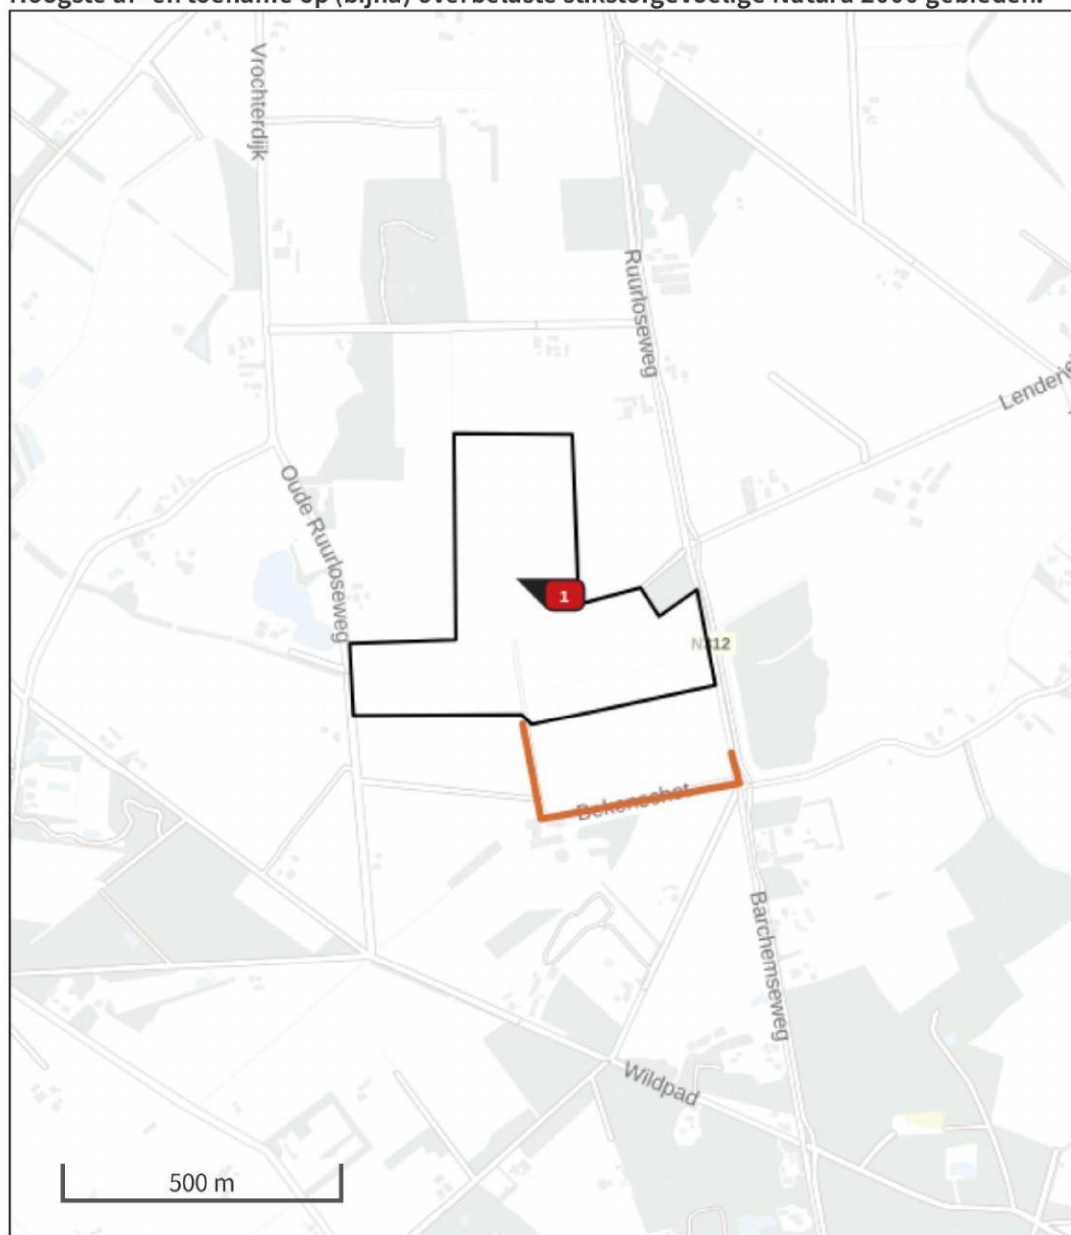 Hoogste af- en toename op (bijna) overbelaste stikstofgevoelige Natura 2000 gebieden.
Vrochterdijk
Ruurloseweg
Oude Ruurloseweg
1
N312
Bekenschot
Barchemseweg
Wildpad
500 m